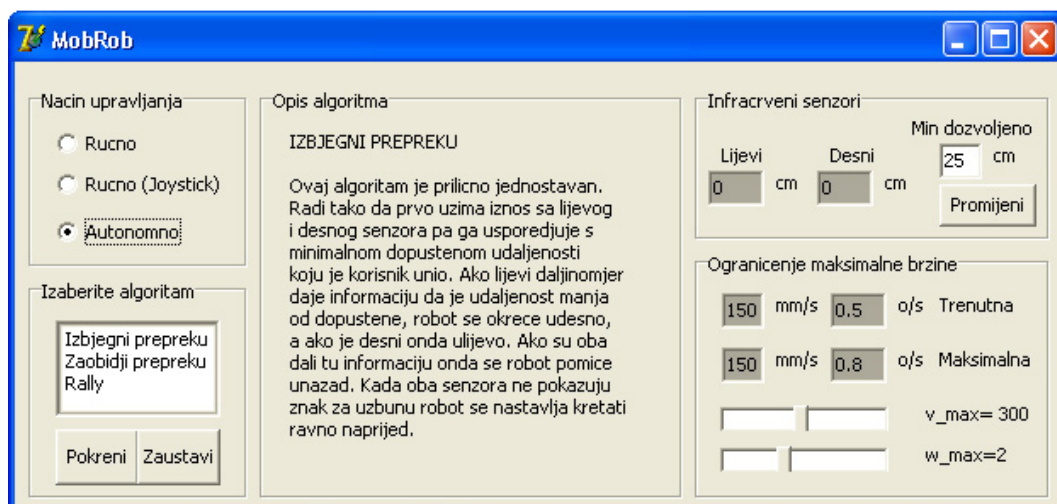 MobRob
Nacin upravljanja
Rucno
Rucno (Joystick)
Autonomno
Izaberite algoritam
Izbjegni prepreku
Zaobidji prepreku
Rally
Pokreni Zaustavi
Opis algoritma
IZBJEGNI PREPREKU
Ovaj algoritam je prilicno jednostavan.
Radi tako da prvo uzima iznos sa lijevog
i desnog senzora pa ga usporedjuje s
minimalnom dopustenom udaljenosti
koju je korisnik unio. Ako lijevi daljinomjer
daje informaciju da je udaljenost manja
od dopustene, robot se okrece udesno,
a ako je desni onda ulijevo. Ako su oba
dali tu informaciju onda se robot pomice
unazad. Kada oba senzora ne pokazuju
znak za uzbunu robot se nastavlja kretati
ravno naprijed.
Infracrveni senzori
Min dozvoljeno
Lijevi Desni 25 cm
0 cm 0 cm
Promijeni
Ogranicenje maksimalne brzine
150 mm/s 0.5 o/s Trenutna
150 mm/s 0.8 o/s Maksimalna
v_max= 300
w_max=2